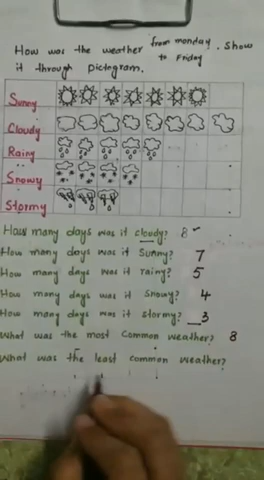 How was the weather from monday to Friday. Show
it through pictogram.
Sunny
Cloudy
Rainy
Snowy
Stormy
How many days was it cloudy? 8
How many days was it Sunny? 7
How many days was it rainy? 5
How many days was it Snowy? 4
How many days was it stormy? _3
What was the most Common weather? 8
What was the least common weather?